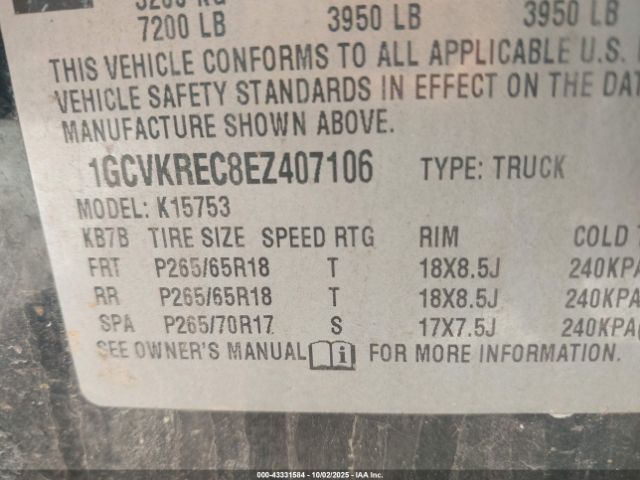 7200 LB 3950 LB 3950 LB
THIS VEHICLE CONFORMS TO ALL APPLICABLE U.S.
VEHICLE SAFETY STANDARDS IN EFFECT ON THE DAT
MANUFACTURE SHOWN ABOVE.
1GCVKREC8EZ407106 TYPE: TRUCK
MODEL: K15753
KB7B TIRE SIZE SPEED RTG RIM COLD T
FRT P265/65R18 T 18X8.5J 240KPA
RR P265/65R18 T 18X8.5J 240KPA
SPA P265/70R17 S 17X7.5J 240KPA(
SEE OWNER'S MANUAL i FOR MORE INFORMATION.
000-43331584 | 10/02/2025 | IAA, Inc.